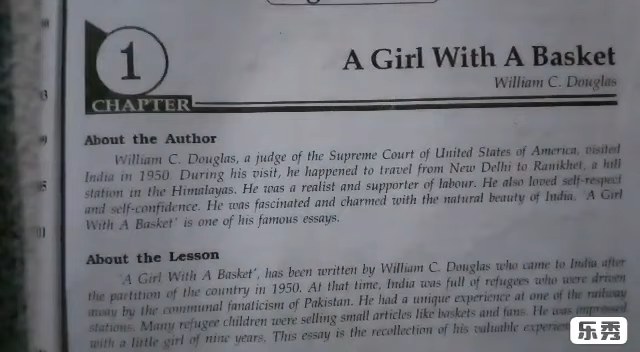 1
CHAPTER
A Girl With A Basket
William C. Douglas
About the Author
William C. Douglas, a judge of the Supreme Court of United States of America, visited
India in 1950. During his visit, he happened to travel from New Delhi to Ranikhet, a hill
station in the Himalayas. He was a realist and supporter of labour. He also loved self-respect
and self-confidence. He was fascinated and charmed with the natural beauty of India. 'A Girl
With A Basket' is one of his famous essays.
About the Lesson
'A Girl With A Basket', has been written by William C. Douglas who came to India after
the partition of the country in 1950. At that time, India was full of refugees who were driven
away by the communal fanaticism of Pakistan. He had a unique experience at one of the railway
stations. Many refugee children were selling small articles like baskets and fans. He was impressed
with a little girl of nine years. This essay is the recollection of his valuable
乐秀